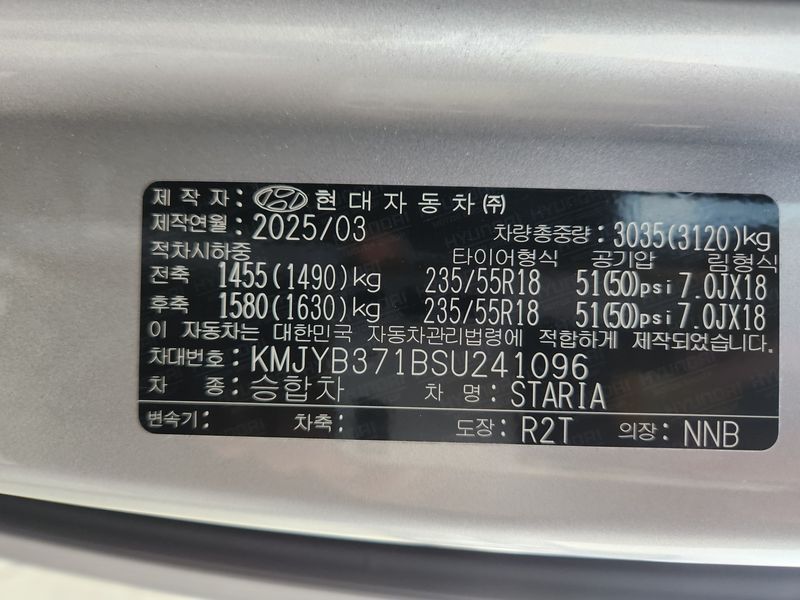 제 작 자: 현대자동차㈜
제작연월: 2025/03 차량총중량: 3035(3120)kg
적차시하중 타이어형식 공기압 림형식
전축 1455(1490)kg 235/55R18 51(50)psi 7.0JX18
후축 1580(1630)kg 235/55R18 51(50)psi 7.0JX18
이 자동차는 대한민국 자동차관리법령에 적합하게 제작되었음
차대번호: KMJYB371BSU241096
차 종: 승합차 차 명: STARIA
변속기: 차축: 도장: R2T 의장: NNB